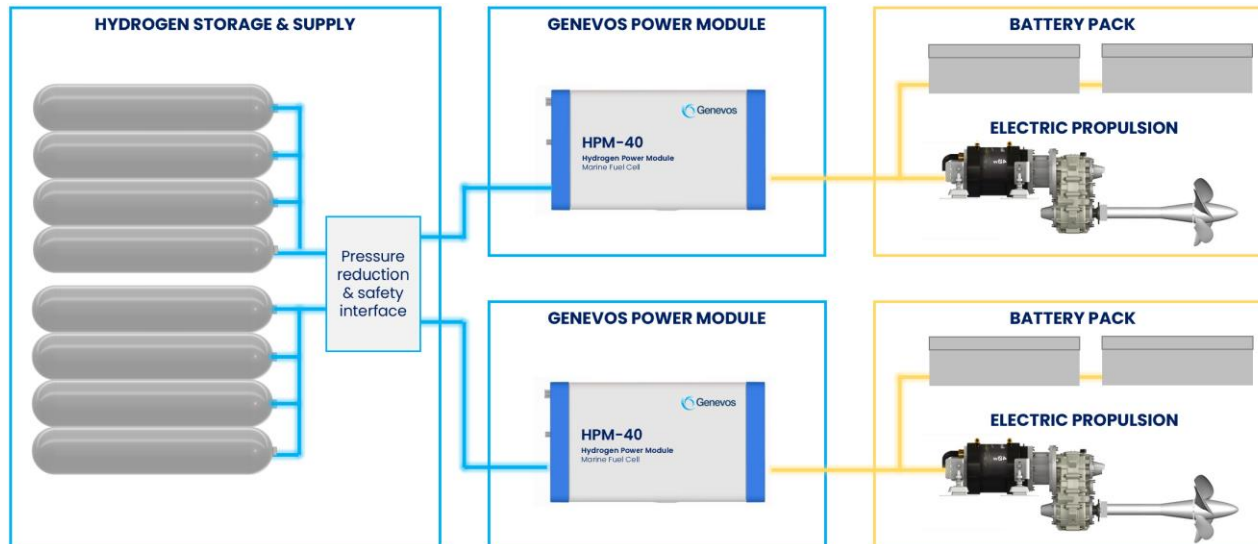 HYDROGEN STORAGE & SUPPLY
Pressure
reduction
& safety
interface
GENEVOS POWER MODULE
Genevos
HPM-40
Hydrogen Power Module
Marine Fuel Cell
BATTERY PACK
ELECTRIC PROPULSION
GENEVOS POWER MODULE
Genevos
HPM-40
Hydrogen Power Module
Marine Fuel Cell
BATTERY PACK
ELECTRIC PROPULSION